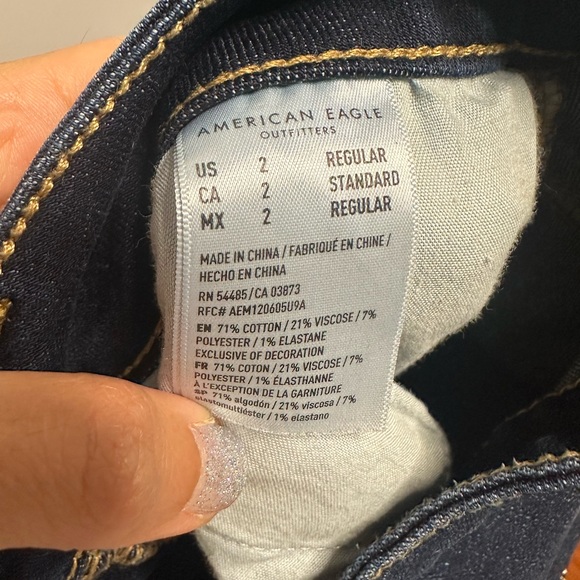 AMERICAN EAGLE
OUTFITTERS
US 2 REGULAR
CA 2 STANDARD
MX 2 REGULAR
MADE IN CHINA / FABRIQUÉ EN CHINE /
HECHO EN CHINA
RN 54485/CA 03873
RFC# AEM120605U9A
EN 71% COTTON / 21% VISCOSE / 7%
POLYESTER / 1% ELASTANE
EXCLUSIVE OF DECORATION
FR 71% COTON / 21% VISCOSE / 7%
POLYESTER / 1% ÉLASTHANNE
À L'EXCEPTION DE LA GARNITURE
SP 71% algodón / 21% viscosa / 7%
elastomultiéster / 1% elastano